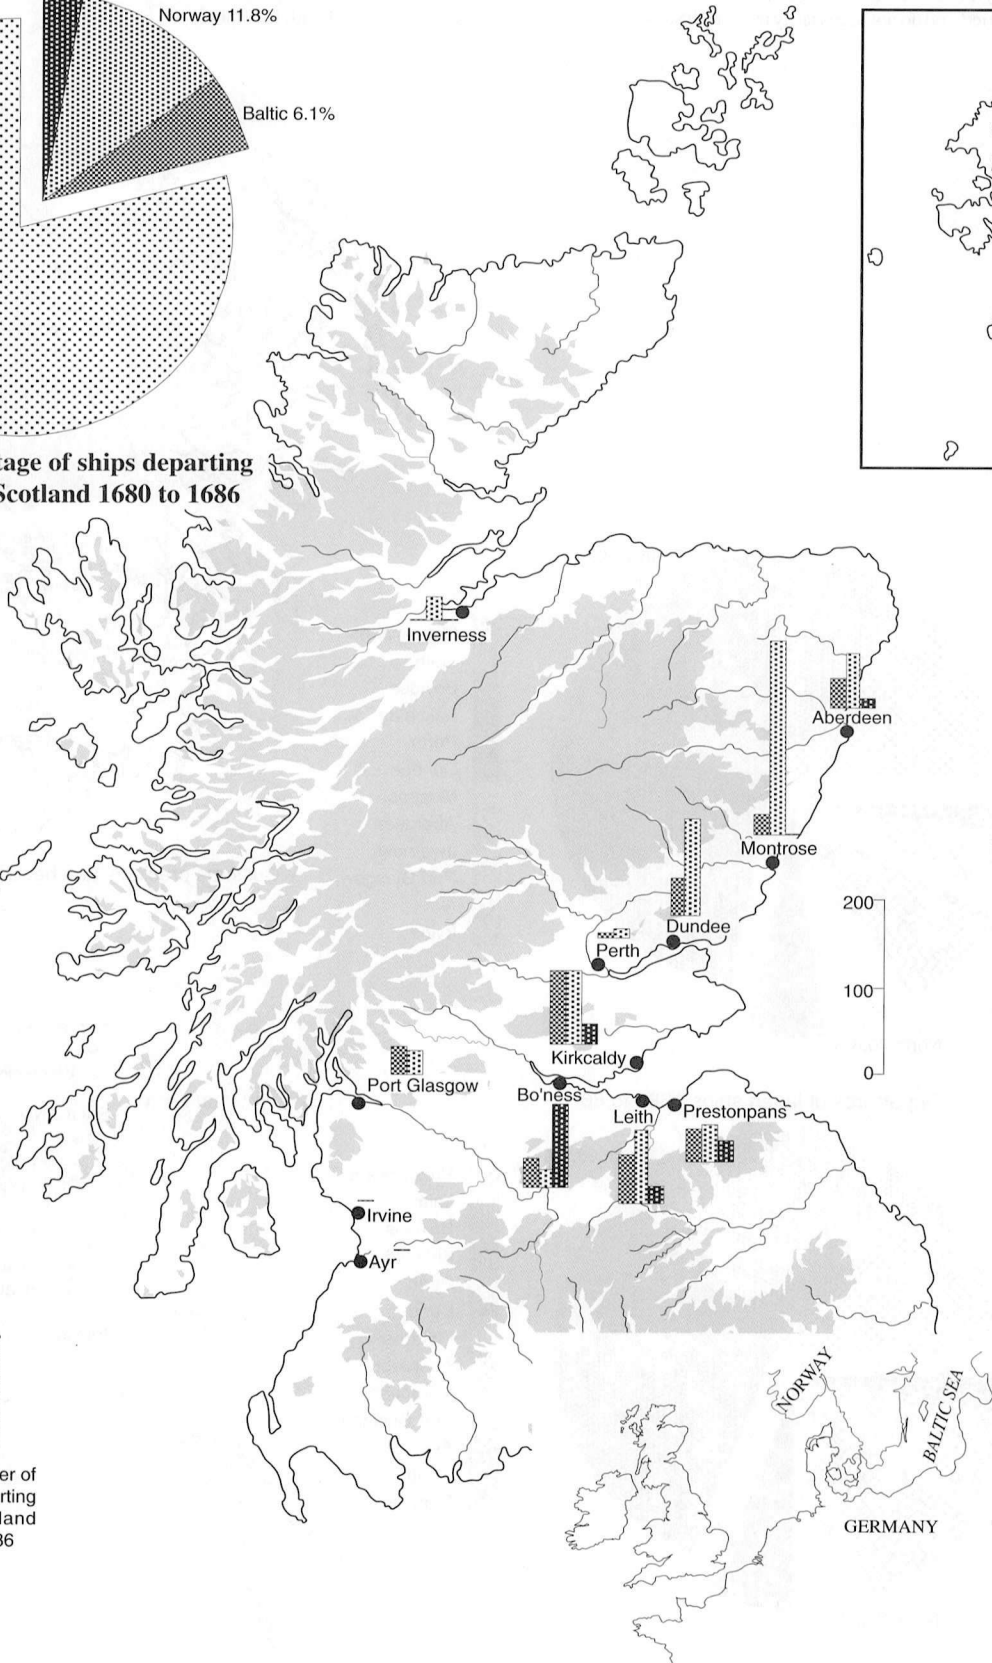 Norway 11.8%
Baltic 6.1%
tage of ships departing
Scotland 1680 to 1686
Inverness
Aberdeen
Montrose
Dundee
Perth
200
100
0
Kirkcaldy
Port Glasgow
Bo'ness
Leith
Prestonpans
Irvine
Ayr
NORWAY
BALTIC SEA
GERMANY
er of
rting
land
36